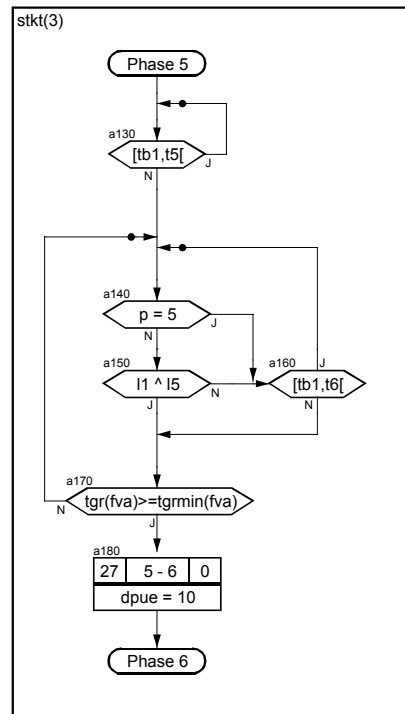 stkt(3)
Phase 5
a130
[tb1,t5[
N
J
a140
p = 5
J
N
a150
a160
l1 ^ l5
N
[tb1,t6[
J
J
N
a170
tgr(fva)>=tgrmin(fva)
N
J
a180
27 5 - 6 0
dpue = 10
Phase 6